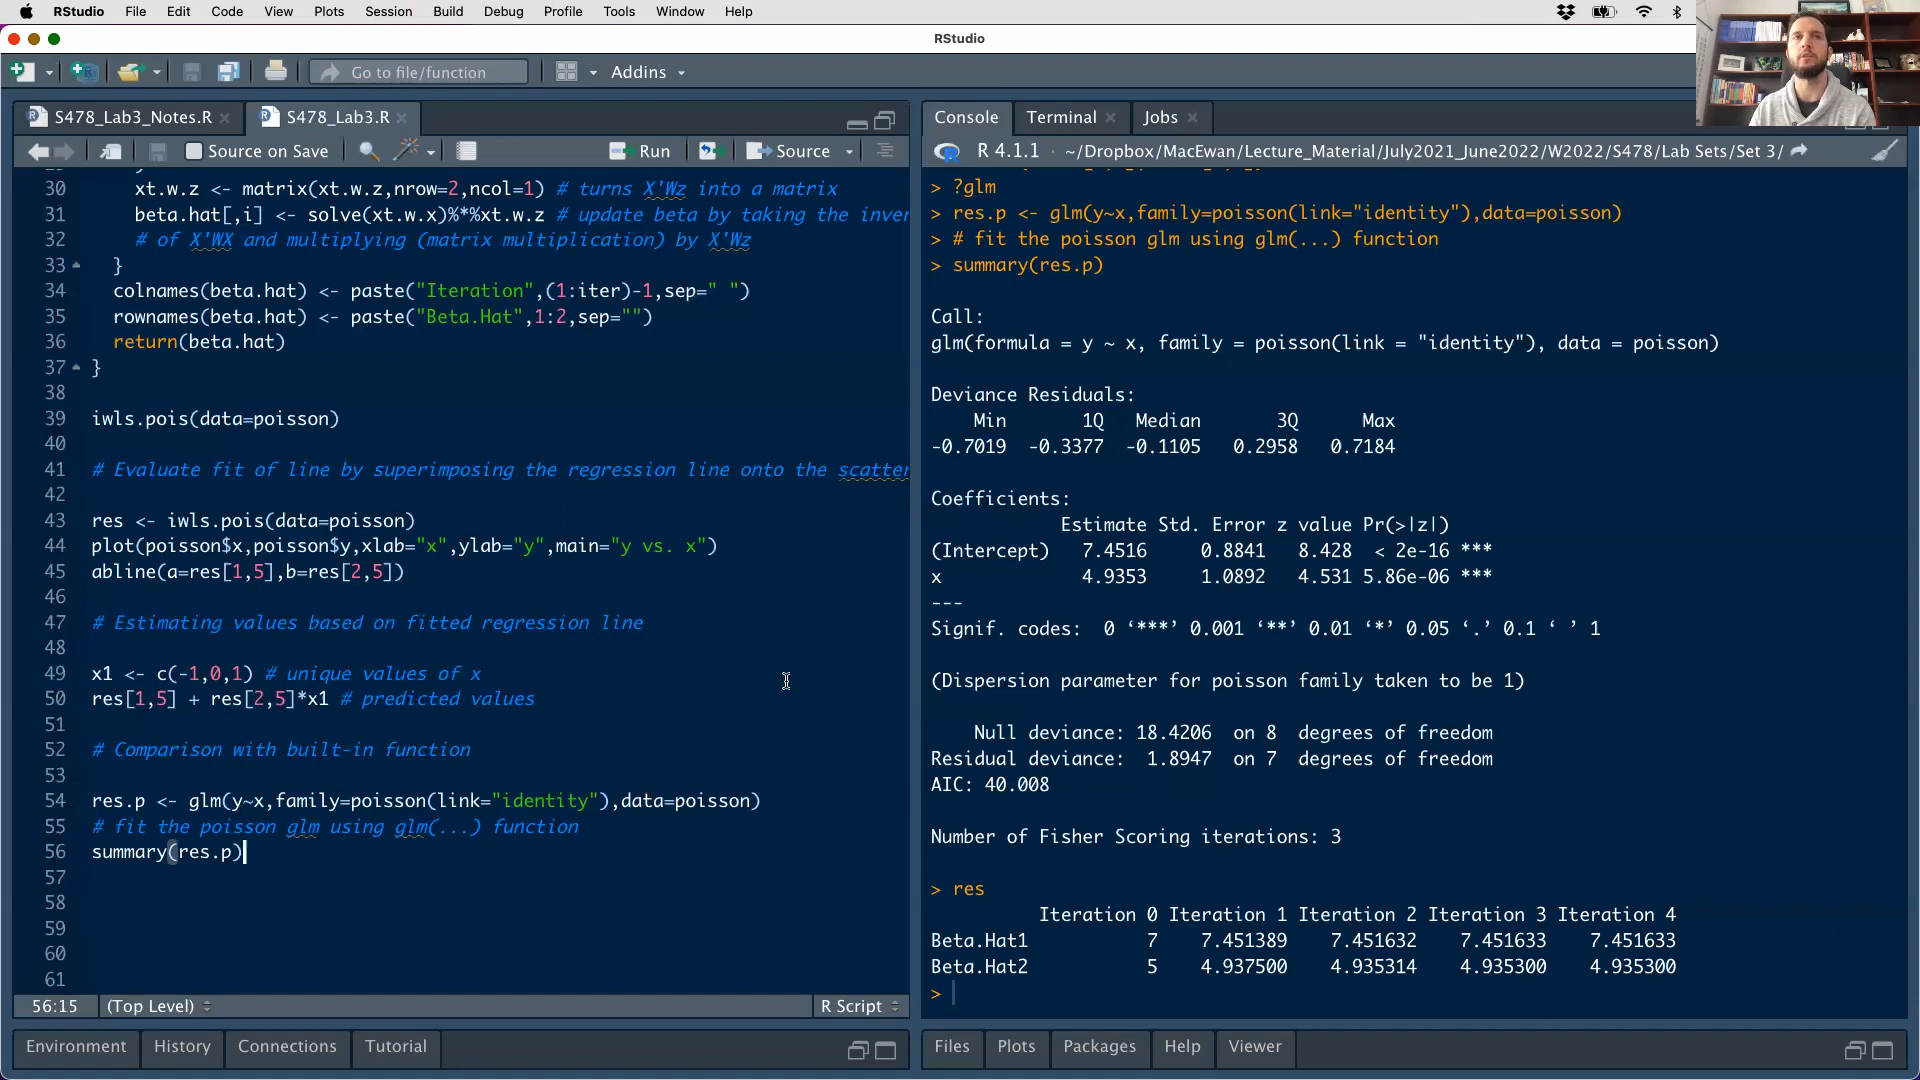 RStudio File Edit Code View Plots Session Build Debug Profile Tools Window Help
RStudio
Go to file/function Addins
S478_Lab3_Notes.R S478_Lab3.R
Source on Save Run Source
30 xt.w.z <- matrix(xt.w.z,nrow=2,ncol=1) # turns X'Wz into a matrix
31 beta.hat[,i] <- solve(xt.w.x)%*%xt.w.z # update beta by taking the inver
32 # of X'WX and multiplying (matrix multiplication) by X'Wz
33 }
34 colnames(beta.hat) <- paste("Iteration",(1:iter)-1,sep=" ")
35 rownames(beta.hat) <- paste("Beta.Hat",1:2,sep="")
36 return(beta.hat)
37 }
38
39 iwls.pois(data=poisson)
40
41 # Evaluate fit of line by superimposing the regression line onto the scatter
42
43 res <- iwls.pois(data=poisson)
44 plot(poisson$x,poisson$y,xlab="x",ylab="y",main="y vs. x")
45 abline(a=res[1,5],b=res[2,5])
46
47 # Estimating values based on fitted regression line
48
49 x1 <- c(-1,0,1) # unique values of x
50 res[1,5] + res[2,5]*x1 # predicted values
51
52 # Comparison with built-in function
53
54 res.p <- glm(y~x,family=poisson(link="identity"),data=poisson)
55 # fit the poisson glm using glm(...) function
56 summary(res.p)
57
58
59
60
61
56:15 (Top Level) R Script
Environment History Connections Tutorial
Console Terminal Jobs
R 4.1.1 · ~/Dropbox/MacEwan/Lecture_Material/July2021_June2022/W2022/S478/Lab Sets/Set 3/
> ?glm
> res.p <- glm(y~x,family=poisson(link="identity"),data=poisson)
> # fit the poisson glm using glm(...) function
> summary(res.p)
Call:
glm(formula = y ~ x, family = poisson(link = "identity"), data = poisson)
Deviance Residuals:
Min 1Q Median 3Q Max
-0.7019 -0.3377 -0.1105 0.2958 0.7184
Coefficients:
Estimate Std. Error z value Pr(>|z|)
(Intercept) 7.4516 0.8841 8.428 < 2e-16 ***
x 4.9353 1.0892 4.531 5.86e-06 ***
---
Signif. codes: 0 ‘***’ 0.001 ‘**’ 0.01 ‘*’ 0.05 ‘.’ 0.1 ‘ ’ 1
(Dispersion parameter for poisson family taken to be 1)
Null deviance: 18.4206 on 8 degrees of freedom
Residual deviance: 1.8947 on 7 degrees of freedom
AIC: 40.008
Number of Fisher Scoring iterations: 3
> res
Iteration 0 Iteration 1 Iteration 2 Iteration 3 Iteration 4
Beta.Hat1 7 7.451389 7.451632 7.451633 7.451633
Beta.Hat2 5 4.937500 4.935314 4.935300 4.935300
>
Files Plots Packages Help Viewer